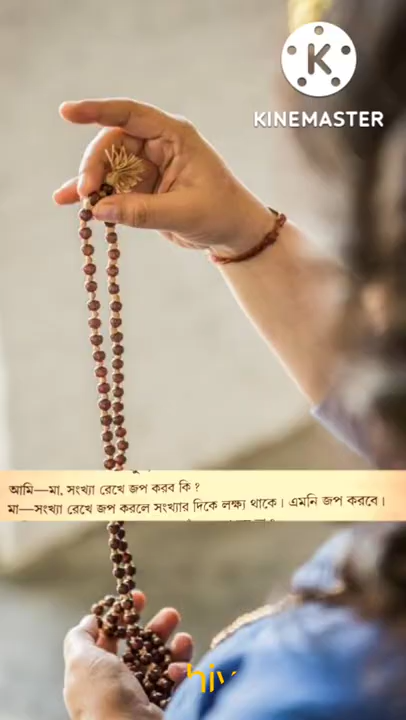 KINEMASTER
আমি—মা, সংখ্যা রেখে জপ করব কি ?
মা—সংখ্যা রেখে জপ করলে সংখ্যার দিকে লক্ষ্য থাকে। এমনি জপ করবে।